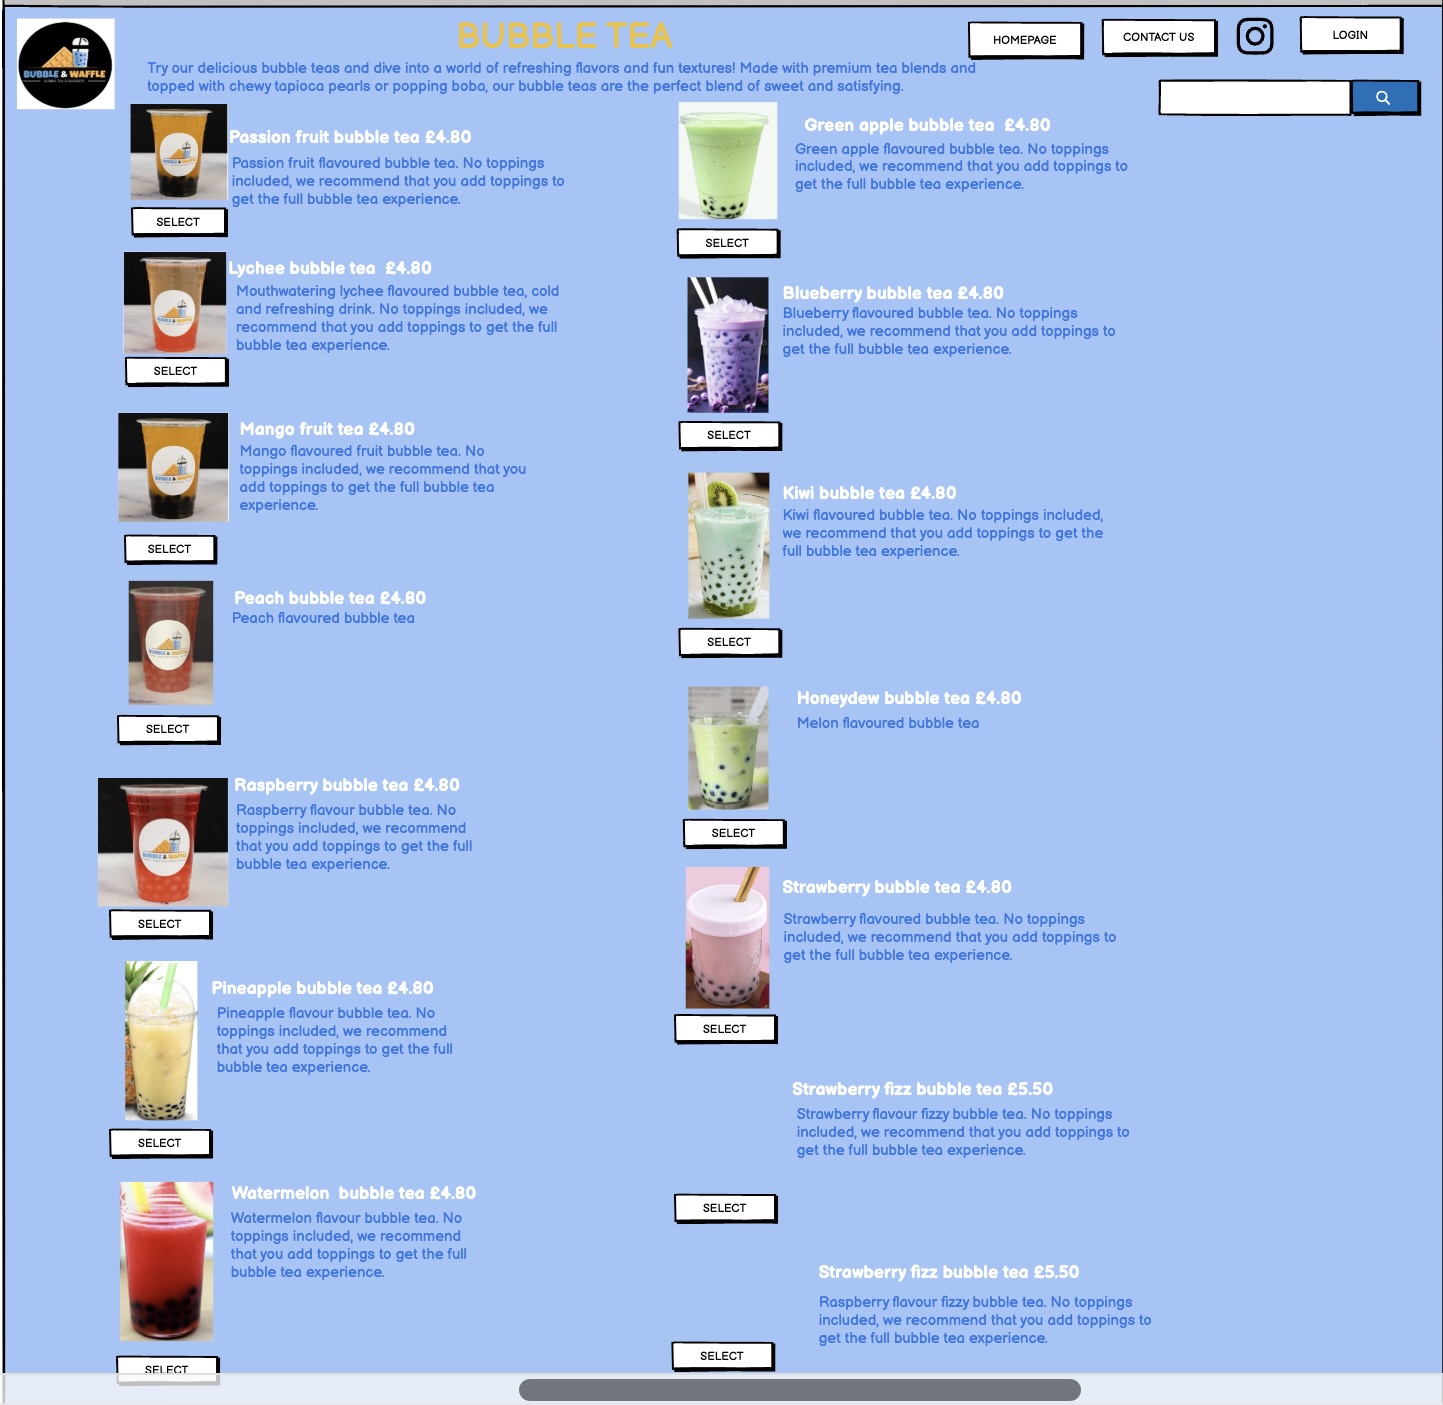 BUBBLE & WAFFLE
BUBBLE TEA
HOMEPAGE
CONTACT US
LOGIN
Try our delicious bubble teas and dive into a world of refreshing flavors and fun textures! Made with premium tea blends and
topped with chewy tapioca pearls or popping boba, our bubble teas are the perfect blend of sweet and satisfying.
BUBBLE & WAFFLE
Passion fruit bubble tea £4.80
Passion fruit flavoured bubble tea. No toppings
included, we recommend that you add toppings to
get the full bubble tea experience.
SELECT
BUBBLE & WAFFLE
Lychee bubble tea £4.80
Mouthwatering lychee flavoured bubble tea, cold
and refreshing drink. No toppings included, we
recommend that you add toppings to get the full
bubble tea experience.
SELECT
BUBBLE & WAFFLE
Mango fruit tea £4.80
Mango flavoured fruit bubble tea. No
toppings included, we recommend that you
add toppings to get the full bubble tea
experience.
SELECT
BUBBLE & WAFFLE
Peach bubble tea £4.80
Peach flavoured bubble tea
SELECT
BUBBLE & WAFFLE
Raspberry bubble tea £4.80
Raspberry flavour bubble tea. No
toppings included, we recommend
that you add toppings to get the full
bubble tea experience.
SELECT
Pineapple bubble tea £4.80
Pineapple flavour bubble tea. No
toppings included, we recommend
that you add toppings to get the full
bubble tea experience.
SELECT
Watermelon bubble tea £4.80
Watermelon flavour bubble tea. No
toppings included, we recommend
that you add toppings to get the full
bubble tea experience.
SELECT
Green apple bubble tea £4.80
Green apple flavoured bubble tea. No toppings
included, we recommend that you add toppings to
get the full bubble tea experience.
SELECT
Blueberry bubble tea £4.80
Blueberry flavoured bubble tea. No toppings
included, we recommend that you add toppings to
get the full bubble tea experience.
SELECT
Kiwi bubble tea £4.80
Kiwi flavoured bubble tea. No toppings included,
we recommend that you add toppings to get the
full bubble tea experience.
SELECT
Honeydew bubble tea £4.80
Melon flavoured bubble tea
SELECT
Strawberry bubble tea £4.80
Strawberry flavoured bubble tea. No toppings
included, we recommend that you add toppings to
get the full bubble tea experience.
SELECT
Strawberry fizz bubble tea £5.50
Strawberry flavour fizzy bubble tea. No toppings
included, we recommend that you add toppings to
get the full bubble tea experience.
SELECT
Strawberry fizz bubble tea £5.50
Raspberry flavour fizzy bubble tea. No toppings
included, we recommend that you add toppings to
get the full bubble tea experience.
SELECT